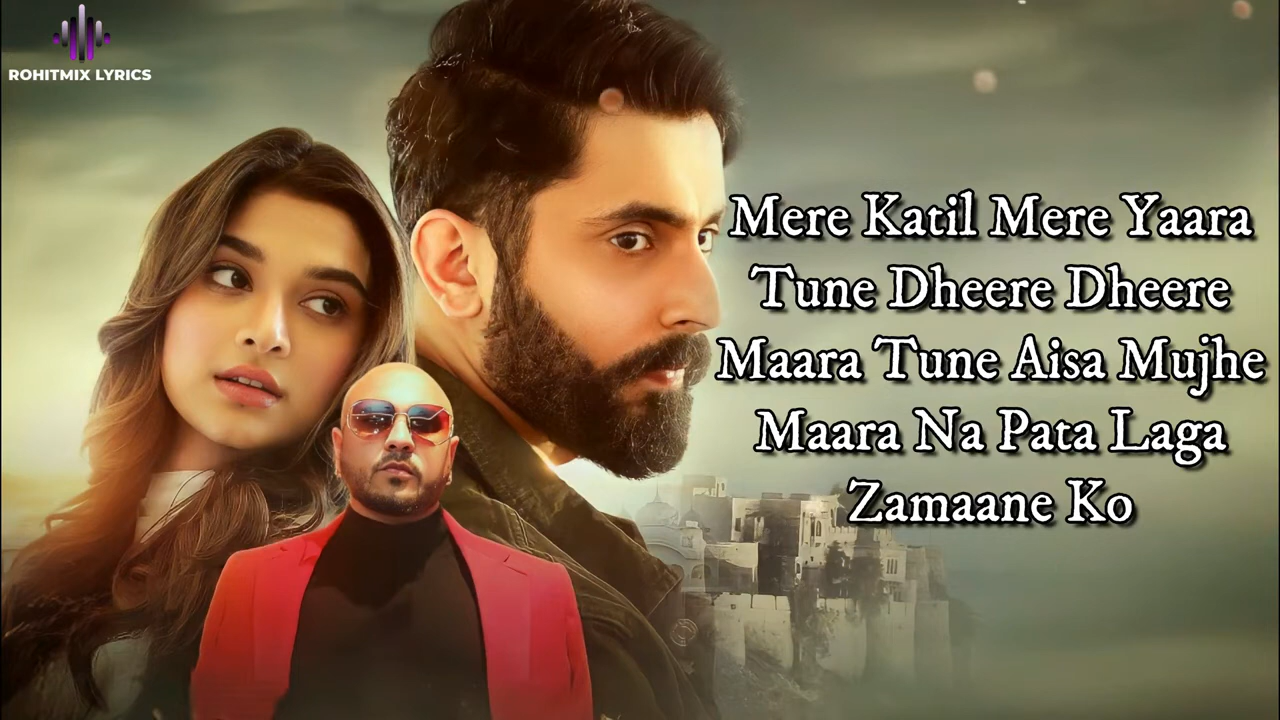 ROHITMIX LYRICS
Mere Katil Mere Yaara
Tune Dheere Dheere
Maara Tune Aisa Mujhe
Maara Na Pata Laga
Zamaane Ko